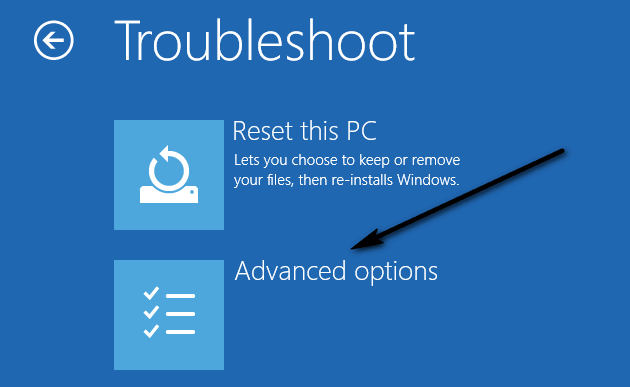 Troubleshoot
Reset this PC
Lets you choose to keep or remove
your files, then re-installs Windows.
Advanced options